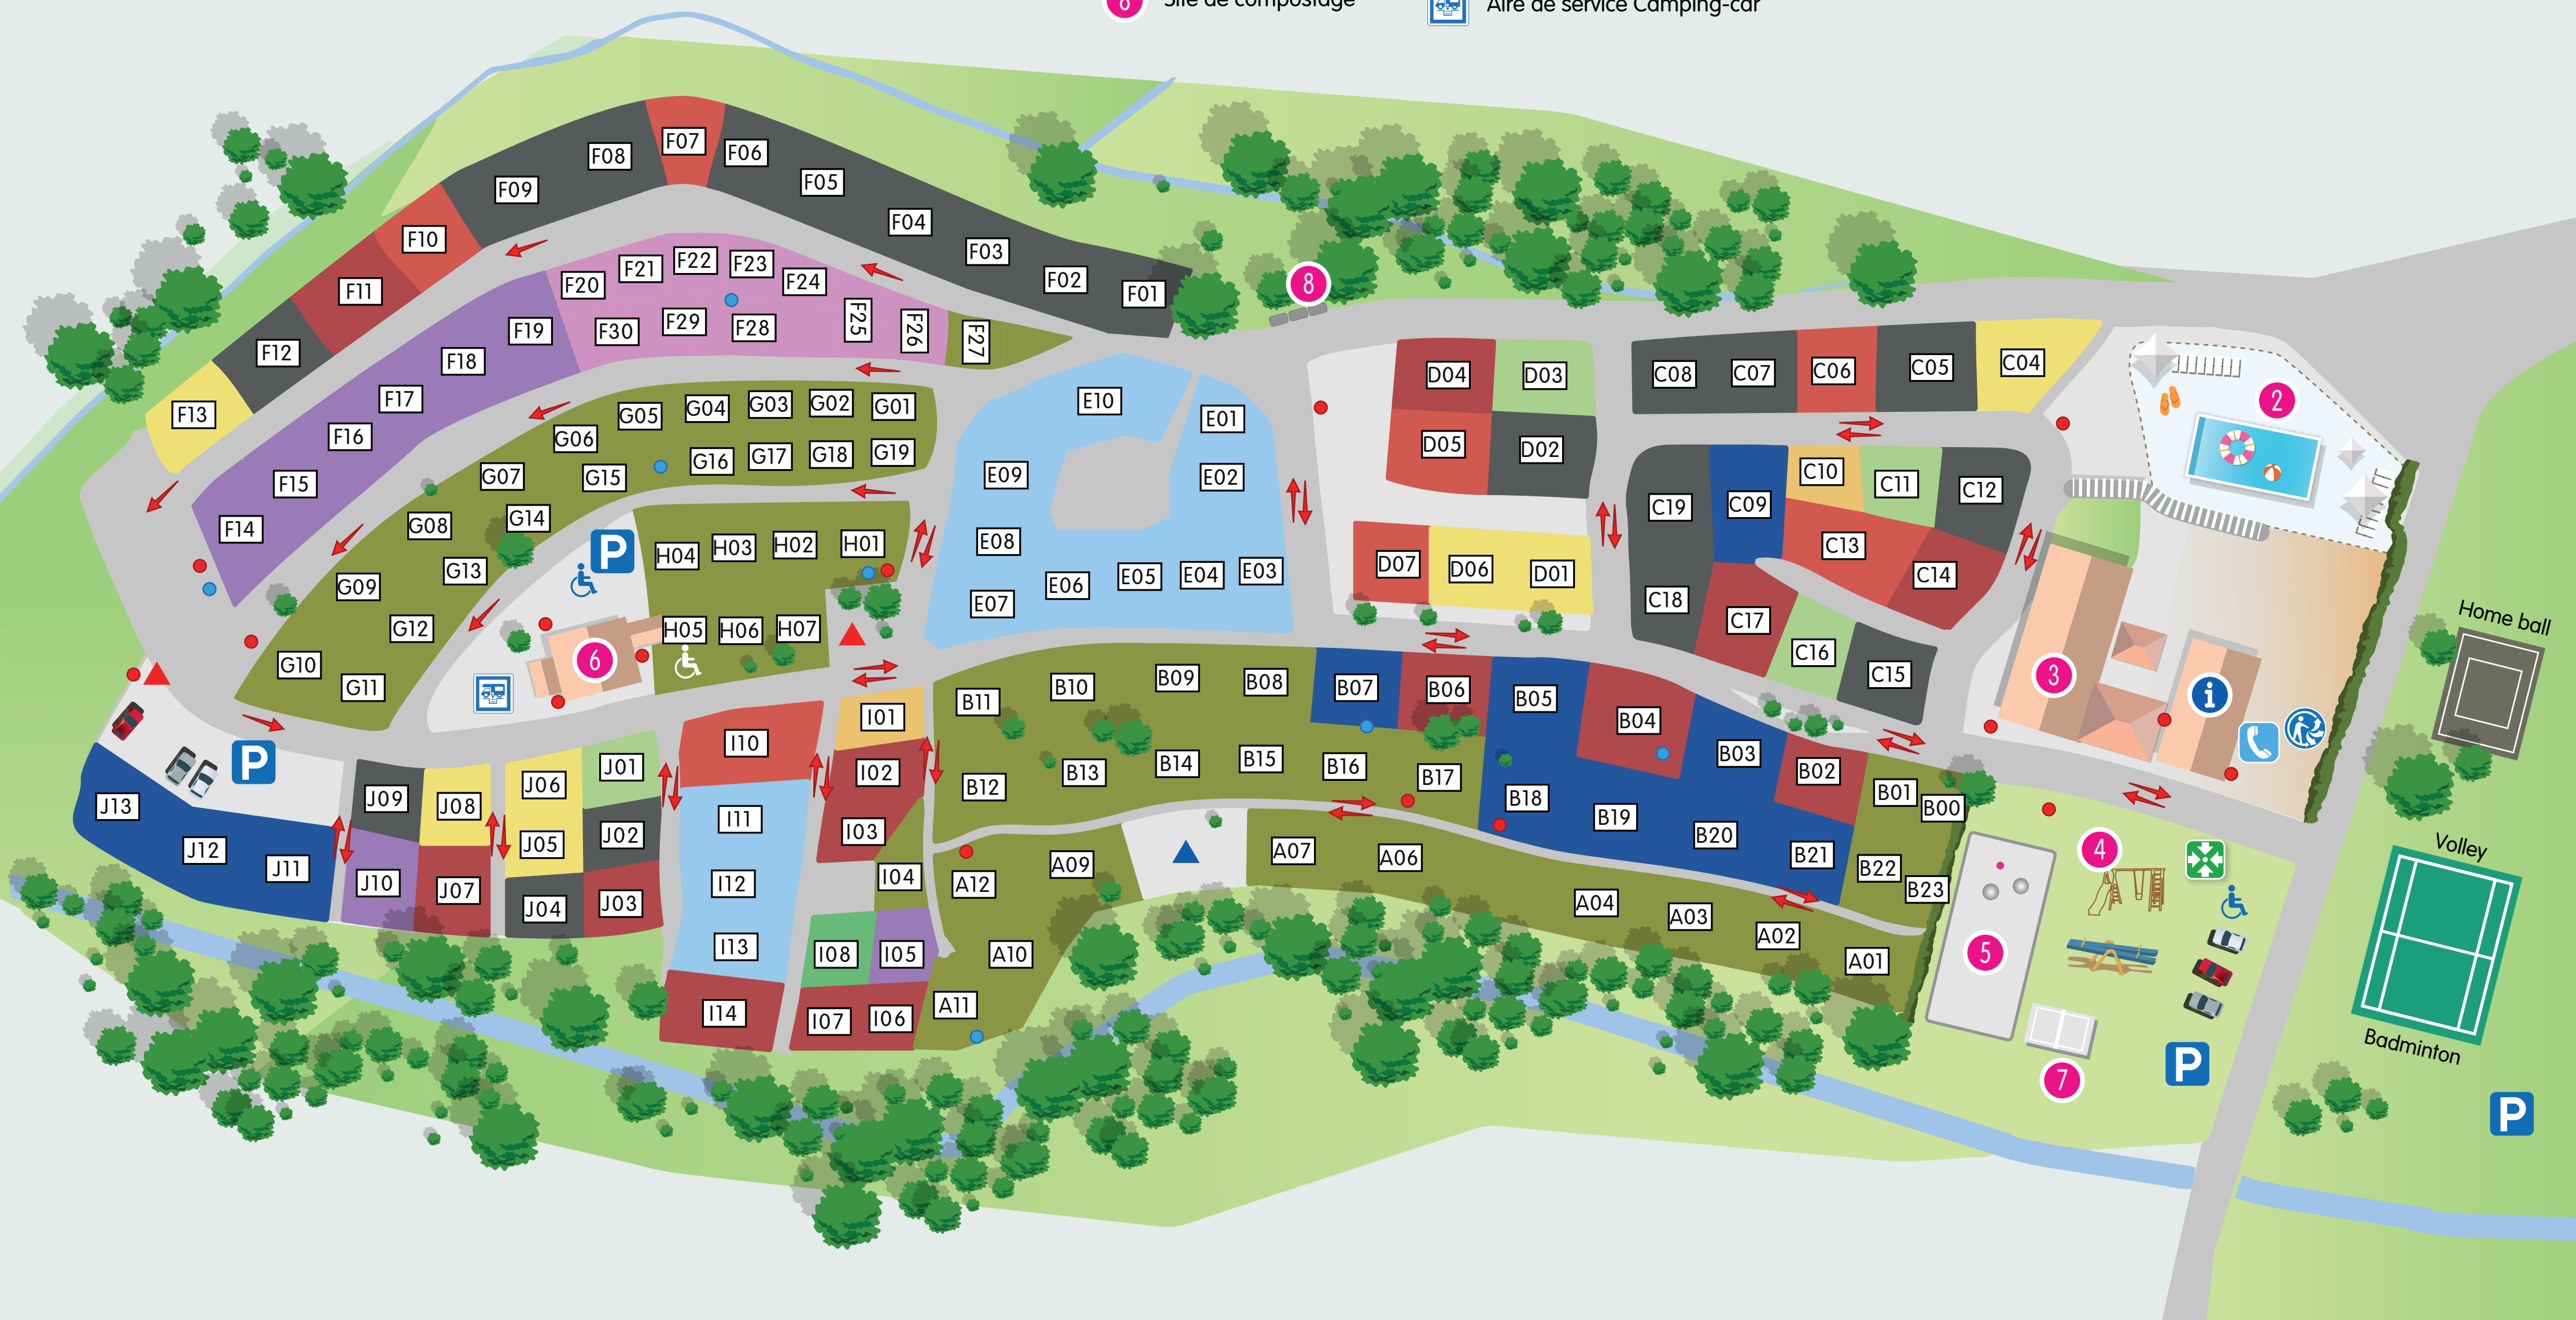 8 Site de compostage
Aire de service Camping-car
F07
F08 F06
F09 F05
F10 F04
F11 F03
F12 F02 F01
F13
8
F20 F21 F22 F23 F24 F25 F26 F27
F30 F29 F28
F19
F18
F17
F16
F15
F14
G05 G04 G03 G02 G01
G06
G07 G15 G16 G17 G18 G19
G08 G14
G09 G13
G12
G10 G11
P
H04 H03 H02 H01
H05 H06 H07
6
E10 E01
E09 E02
E08
E07 E06 E05 E04 E03
D04 D03
D05 D02
D07 D06 D01
C08 C07 C06 C05 C04
C19 C09 C10 C11 C12
C13 C14
C18 C17 C16 C15
2
3
i
Home ball
B11 B10 B09 B08 B07 B06 B05 B04 B03 B02 B01 B00
B12 B13 B14 B15 B16 B17 B18 B19 B20 B21 B22 B23
P
J13 J12 J11
J09 J08 J06 J01
J05 J02
J10 J07 J04 J03
I10 I01
I11 I02
I03
I12 I04
I13 I08 I05
I14 I07 I06
A12 A09 A07 A06
A10 A04 A03 A02 A01
A11
4
5
7
P
Volley
Badminton
P